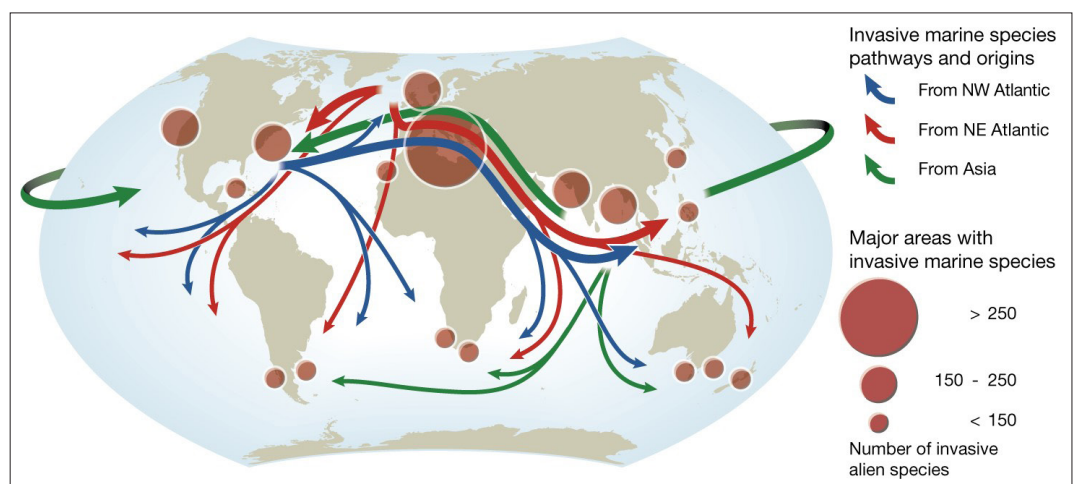 Invasive marine species
pathways and origins
From NW Atlantic
From NE Atlantic
From Asia
Major areas with
invasive marine species
> 250
150 - 250
< 150
Number of invasive
alien species